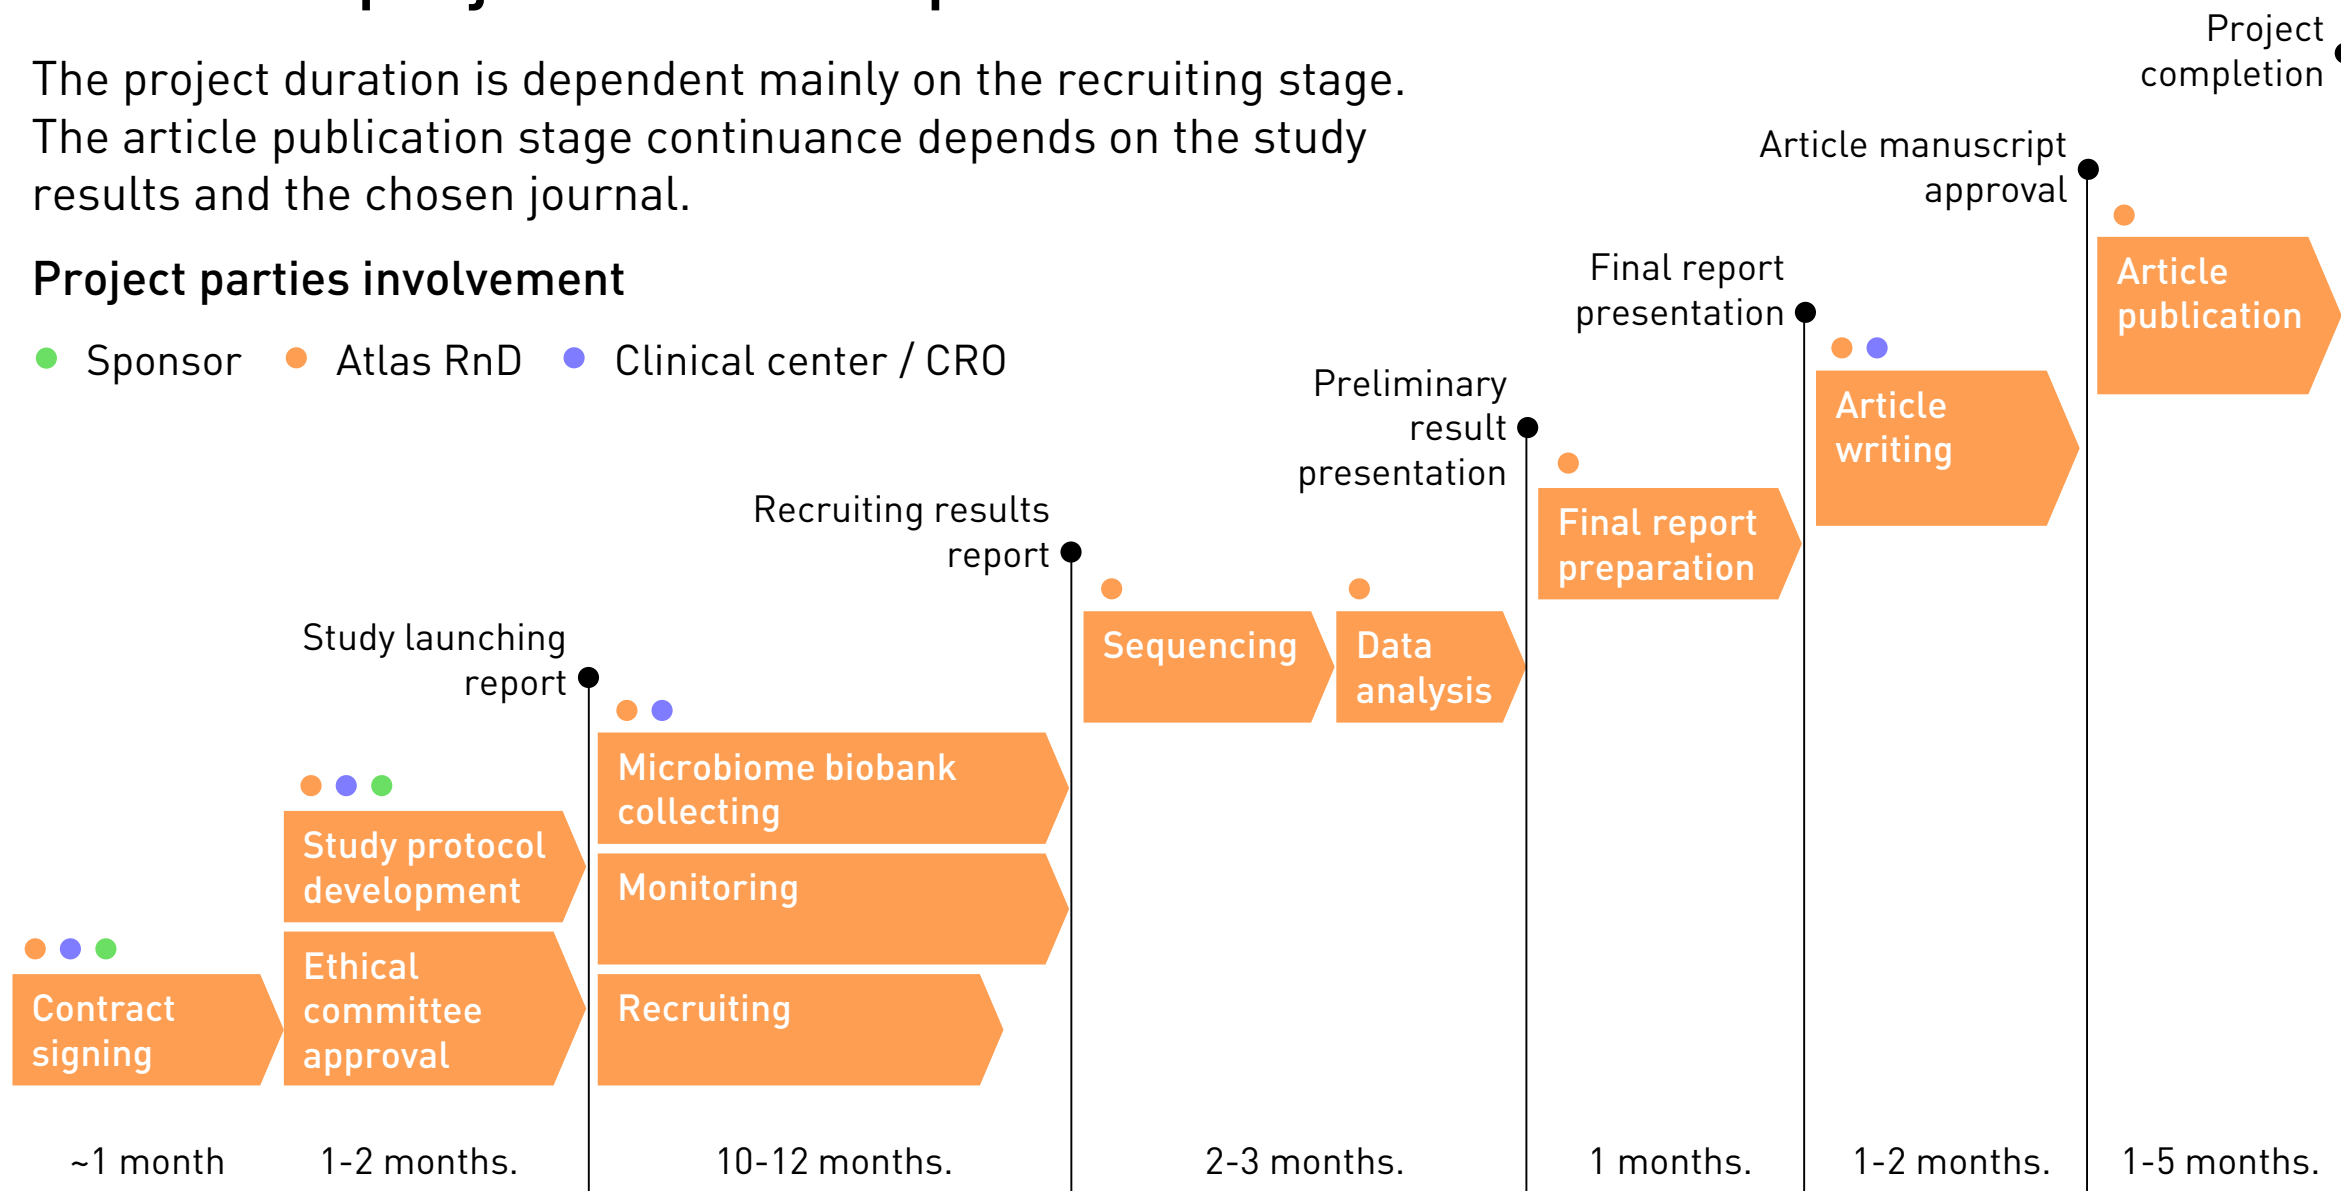 The project duration is dependent mainly on the recruiting stage.
The article publication stage continuance depends on the study
results and the chosen journal.
Project parties involvement
Sponsor
Atlas RnD
Clinical center / CRO
Project
completion
Article manuscript
approval
Article
publication
Final report
presentation
Article
writing
Preliminary
result
presentation
Final report
preparation
Recruiting results
report
Sequencing
Data
analysis
Study launching
report
Microbiome biobank
collecting
Monitoring
Recruiting
Study protocol
development
Ethical
committee
approval
Contract
signing
~1 month
1-2 months.
10-12 months.
2-3 months.
1 months.
1-2 months.
1-5 months.